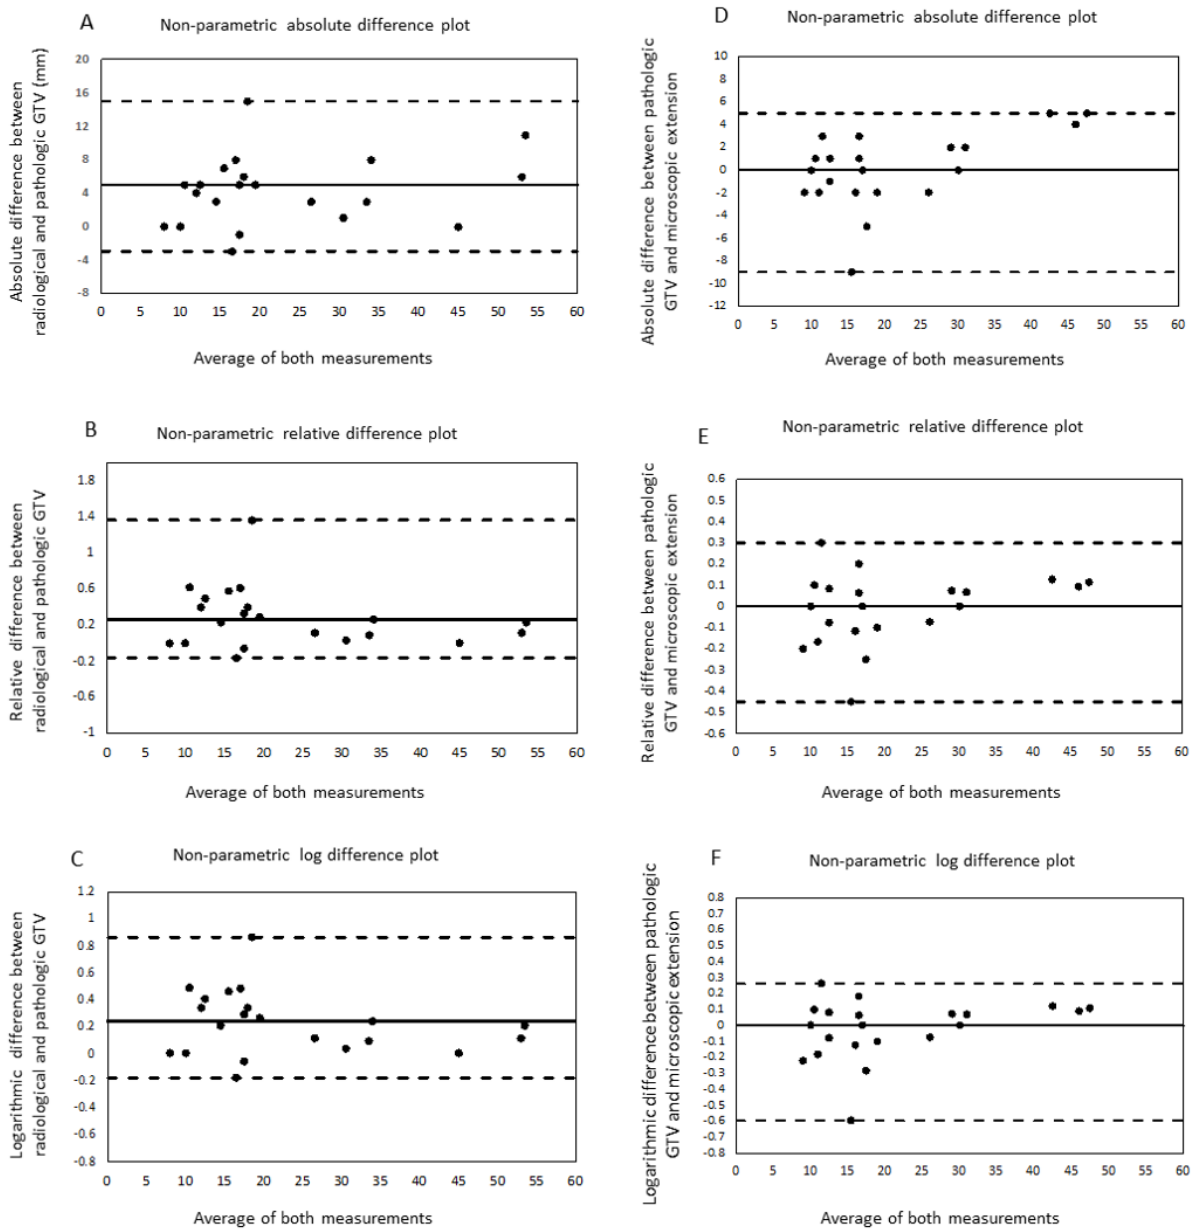 A
Non-parametric absolute difference plot
Absolute difference between
radiological and pathologic GTV (mm)
20
16
12
8
4
0
-4
-8
0 5 10 15 20 25 30 35 40 45 50 55 60
Average of both measurements
B
Non-parametric relative difference plot
Relative difference between
radiological and pathologic GTV
1.8
1.4
1
0.6
0.2
-0.2
-0.6
-1
0 5 10 15 20 25 30 35 40 45 50 55 60
Average of both measurements
C
Non-parametric log difference plot
Logarithmic difference between
radiological and pathologic GTV
1.2
1
0.8
0.6
0.4
0.2
0
-0.2
-0.4
-0.6
-0.8
0 5 10 15 20 25 30 35 40 45 50 55 60
Average of both measurements
D
Non-parametric absolute difference plot
Absolute difference between pathologic
GTV and microscopic extension
10
8
6
4
2
0
-2
-4
-6
-8
-10
-12
0 5 10 15 20 25 30 35 40 45 50 55 60
Average of both measurements
E
Non-parametric relative difference plot
Relative difference between pathologic
GTV and microscopic extension
0.6
0.5
0.4
0.3
0.2
0.1
0
-0.1
-0.2
-0.3
-0.4
-0.5
-0.6
0 5 10 15 20 25 30 35 40 45 50 55 60
Average of both measurements
F
Non-parametric log difference plot
Logarithmic difference between pathologic
GTV and microscopic extension
0.8
0.7
0.6
0.5
0.4
0.3
0.2
0.1
0
-0.1
-0.2
-0.3
-0.4
-0.5
-0.6
-0.7
-0.8
0 5 10 15 20 25 30 35 40 45 50 55 60
Average of both measurements